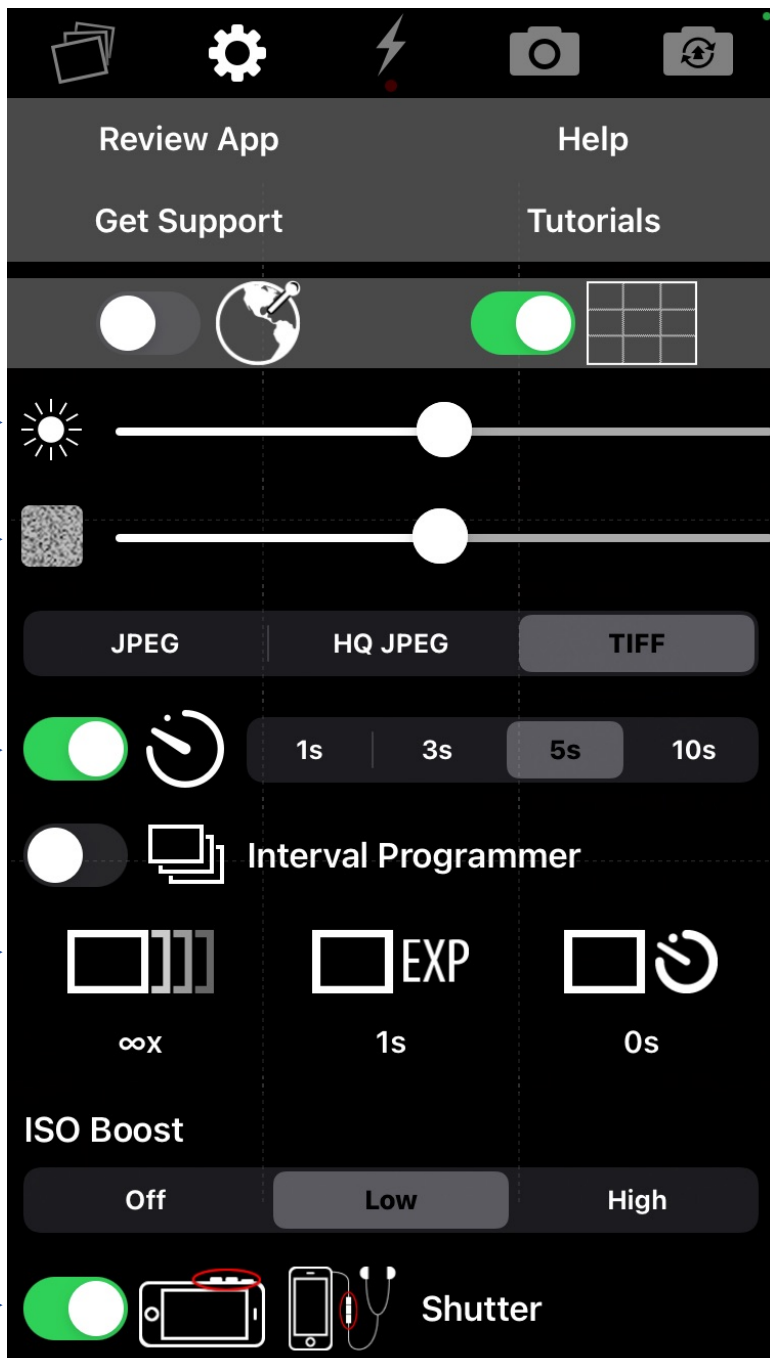 Review App Help
Get Support Tutorials
JPEG HQ JPEG TIFF
1s 3s 5s 10s
Interval Programmer
EXP
∞x 1s 0s
ISO Boost
Off Low High
Shutter